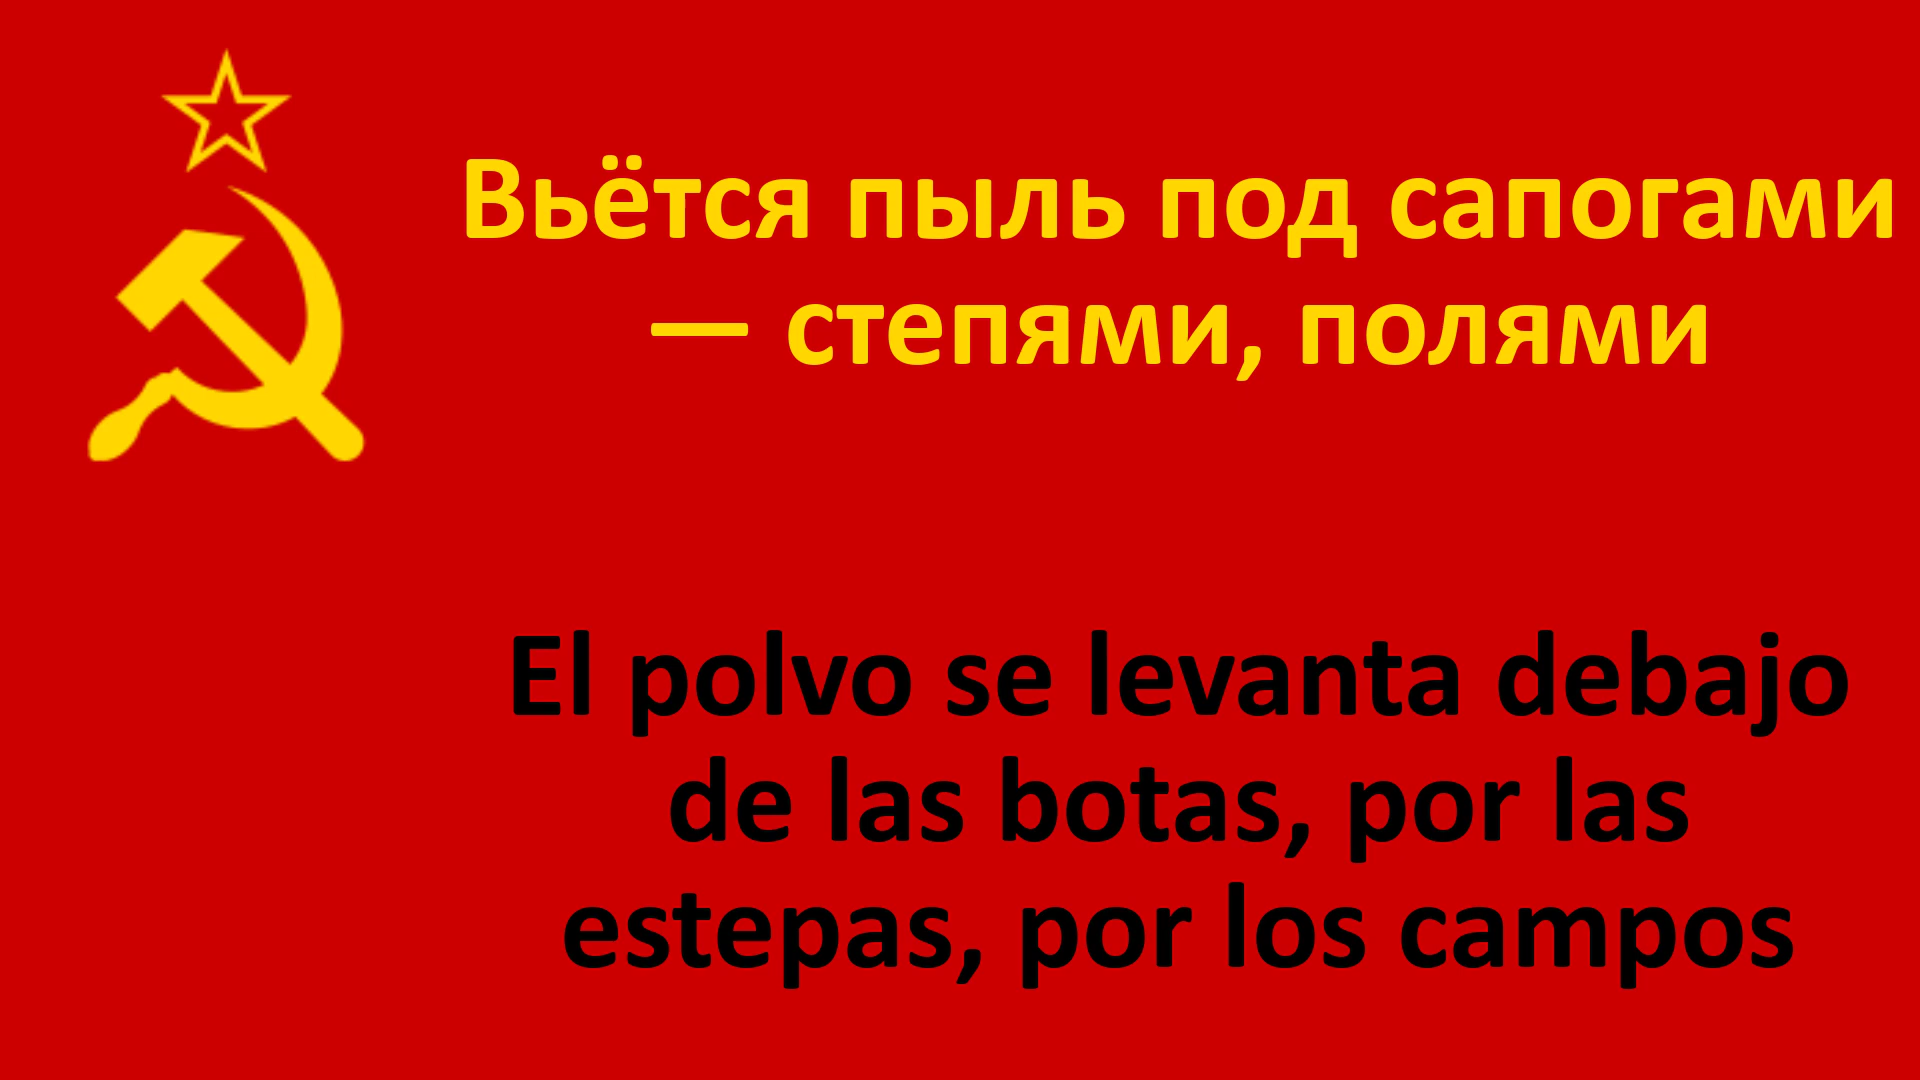 Вьётся пыль под сапогами
— степями, полями
El polvo se levanta debajo
de las botas, por las
estepas, por los campos